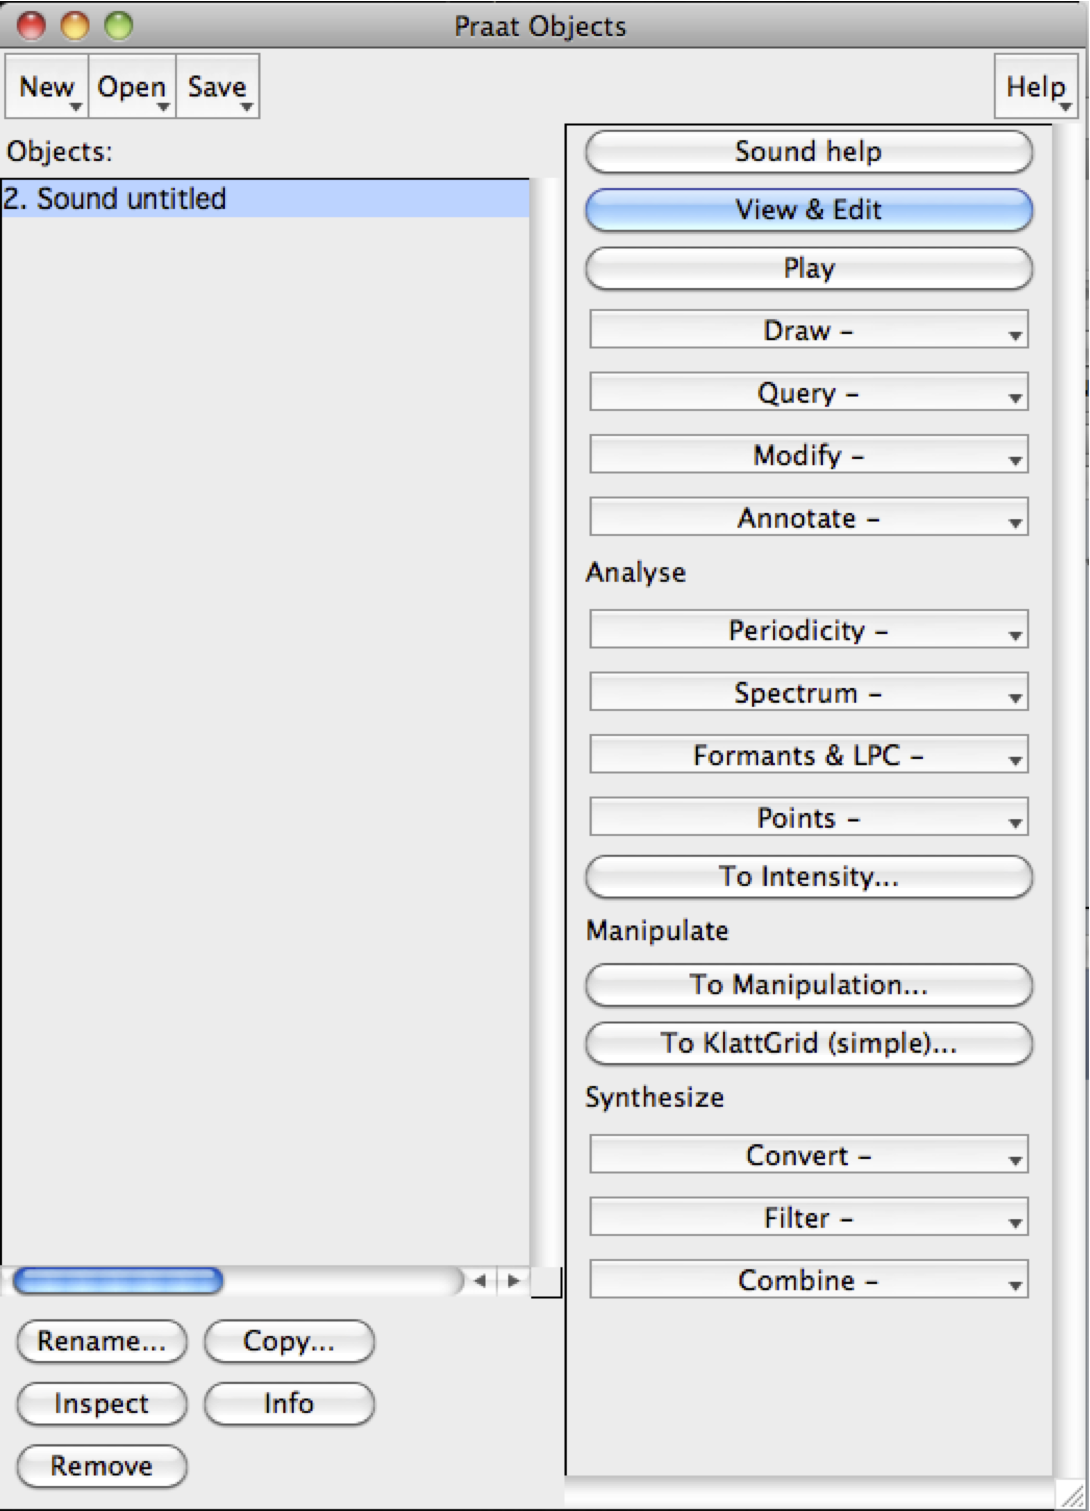 Praat Objects
New Open Save Help
Objects:
2. Sound untitled
Sound help
View & Edit
Play
Draw –
Query –
Modify –
Annotate –
Analyse
Periodicity –
Spectrum –
Formants & LPC –
Points –
To Intensity...
Manipulate
To Manipulation...
To KlattGrid (simple)...
Synthesize
Convert –
Filter –
Combine –
Rename... Copy...
Inspect Info
Remove